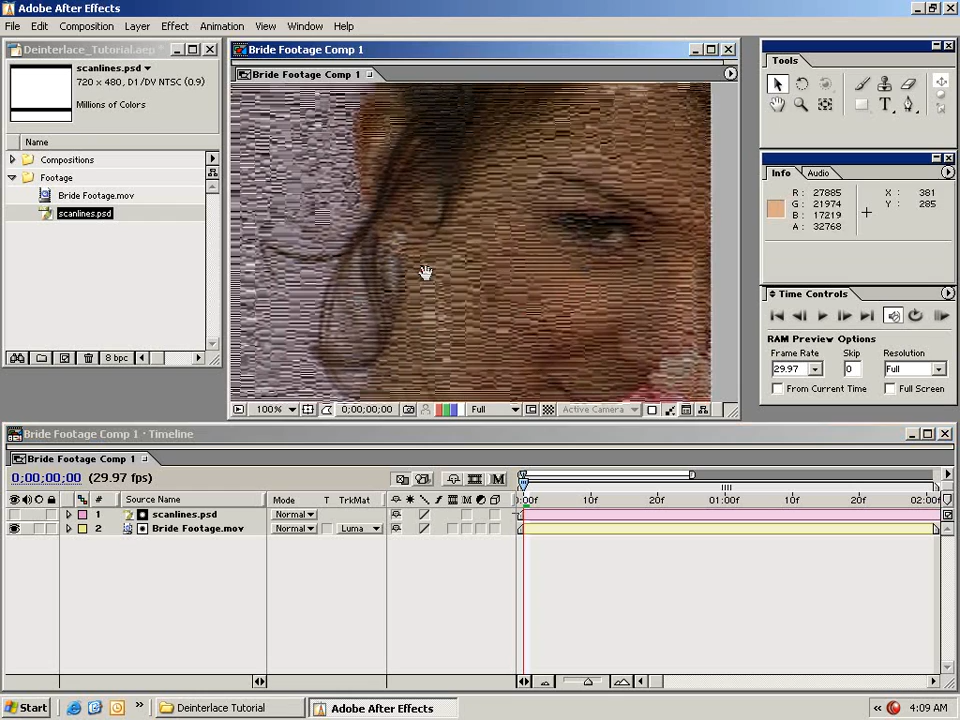 Adobe After Effects
File Edit Composition Layer Effect Animation View Window Help
Deinterlace_Tutorial.aep *
scanlines.psd
720 x 480, D1/DV NTSC (0.9)
Millions of Colors
Name
Compositions
Footage
Bride Footage.mov
scanlines.psd
8 bpc
Bride Footage Comp 1
Bride Footage Comp 1
100%
0;00;00;00
Full
Active Camera
Tools
T
Info Audio
R : 27885
G : 21974
B : 17219
A : 32768
X : 381
Y : 285
Time Controls
RAM Preview Options
Frame Rate Skip Resolution
29.97 0 Full
From Current Time Full Screen
Bride Footage Comp 1 · Timeline
Bride Footage Comp 1
0;00;00;00 (29.97 fps)
# Source Name Mode T TrkMat
:00f 10f 20f 01:00f 10f 20f 02:00f
1 scanlines.psd Normal
2 Bride Footage.mov Normal Luma
Start Deinterlace Tutorial Adobe After Effects 4:09 AM